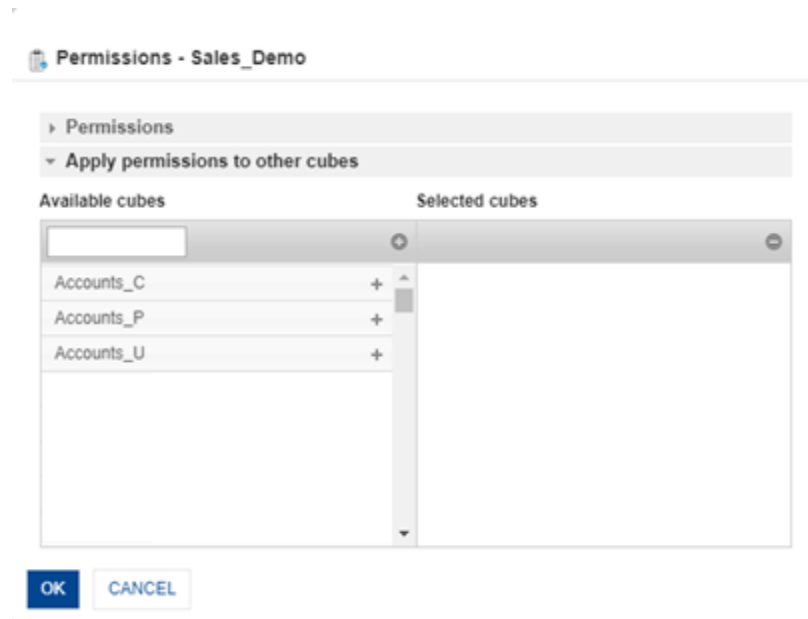 Permissions - Sales_Demo
Permissions
Apply permissions to other cubes
Available cubes Selected cubes
Accounts_C
Accounts_P
Accounts_U
OK CANCEL